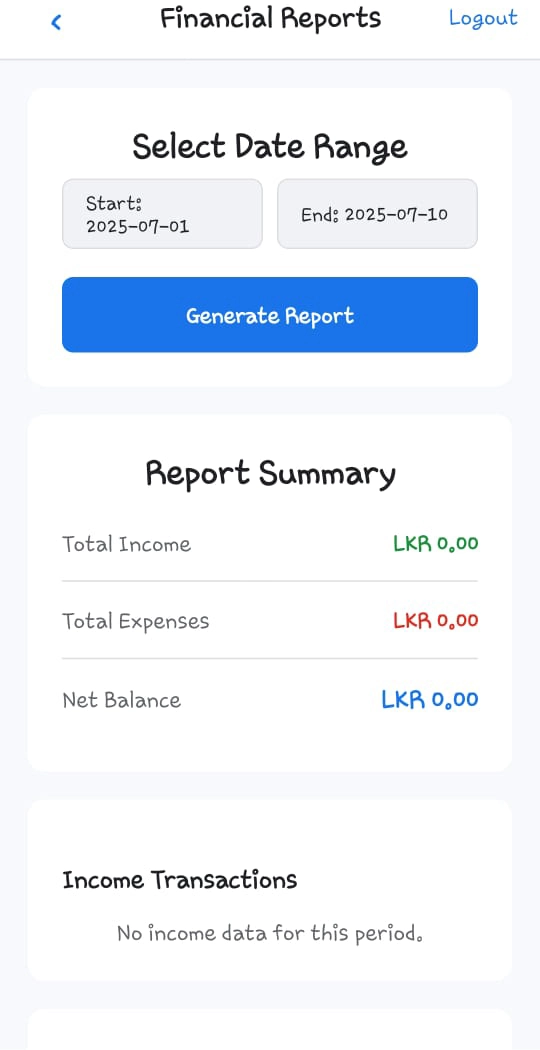 Financial Reports
Logout
Select Date Range
Start:
2025-07-01
End: 2025-07-10
Generate Report
Report Summary
Total Income LKR 0.00
Total Expenses LKR 0.00
Net Balance LKR 0.00
Income Transactions
No income data for this period.